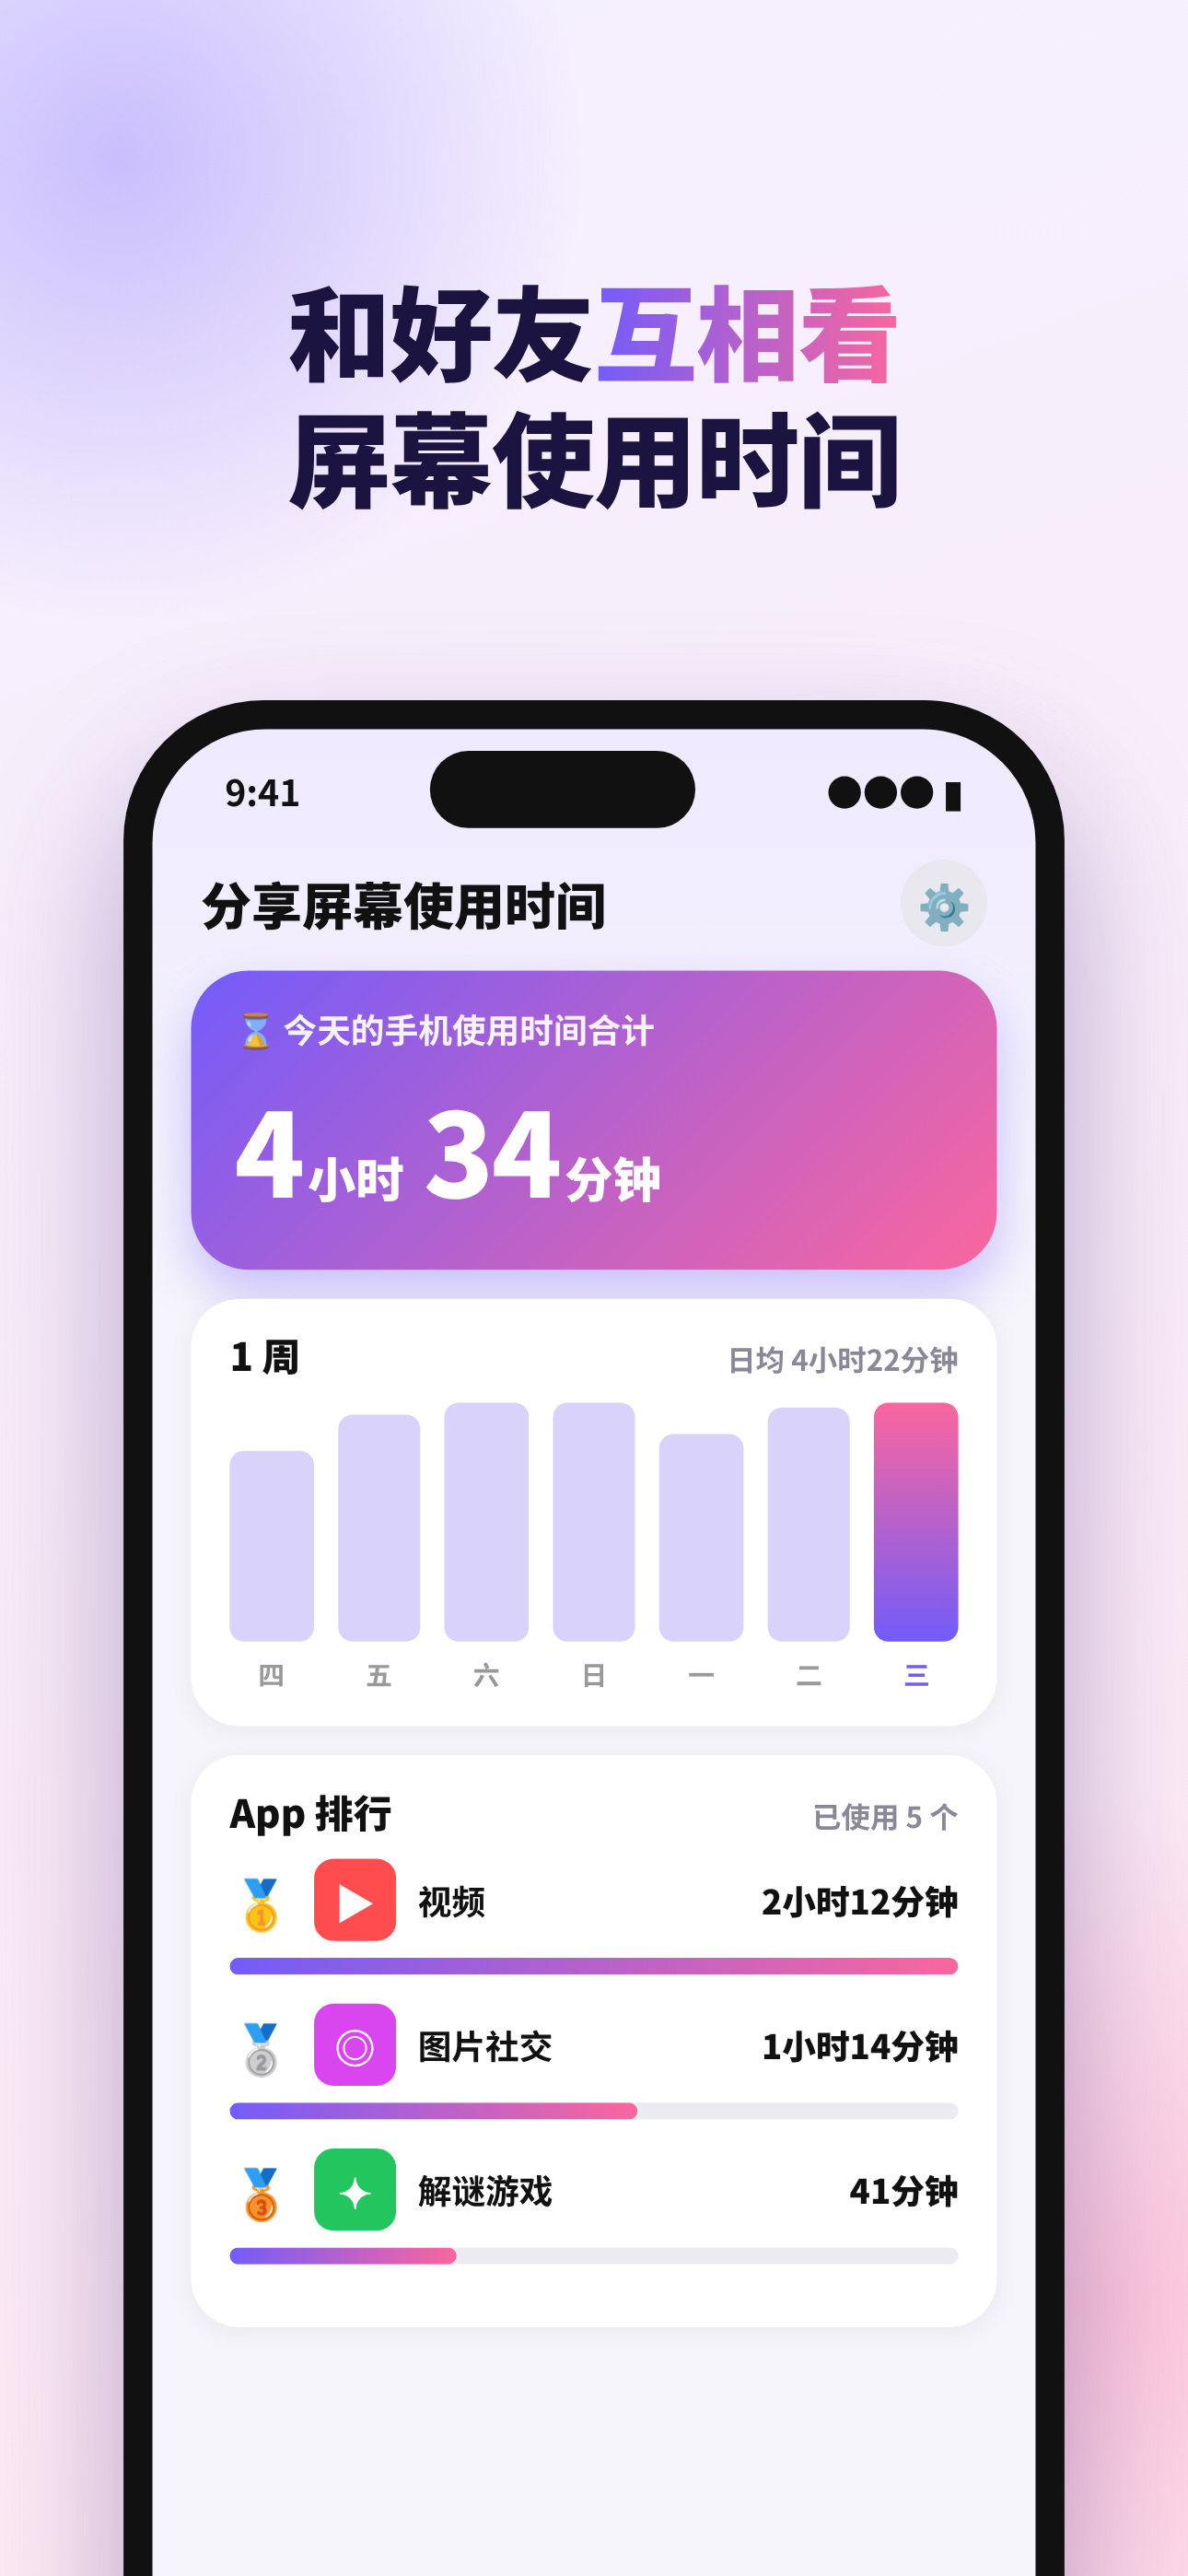 和好友互相看
屏幕使用时间
9:41
分享屏幕使用时间
今天的手机使用时间合计
4小时 34分钟
1 周
日均 4小时22分钟
四 五 六 日 一 二 三
App 排行
已使用 5 个
1 视频 2小时12分钟
2 图片社交 1小时14分钟
3 解谜游戏 41分钟